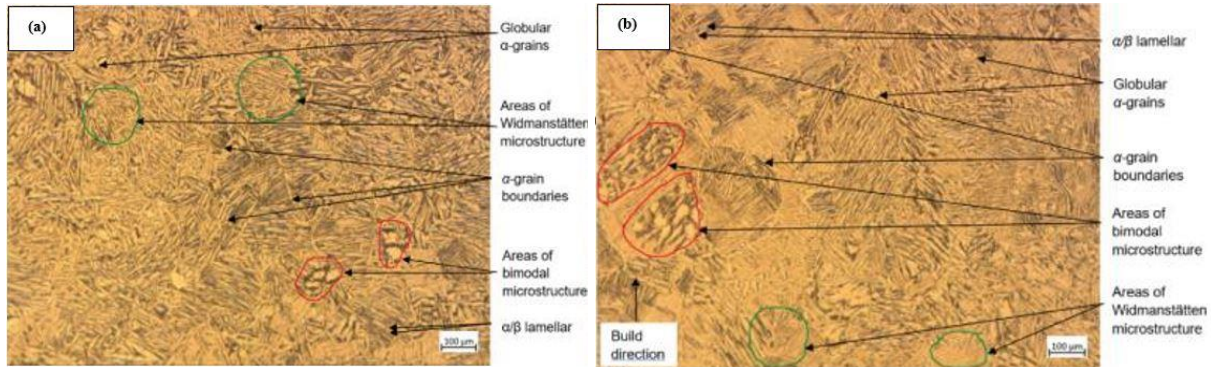 (a)
Globular
α-grains
Areas of
Widmanstätten
microstructure
α-grain
boundaries
Areas of
bimodal
microstructure
α/β lamellar
100 µm
(b)
α/β lamellar
Globular
α-grains
α-grain
boundaries
Areas of
bimodal
microstructure
Areas of
Widmanstätten
microstructure
Build
direction
100 µm